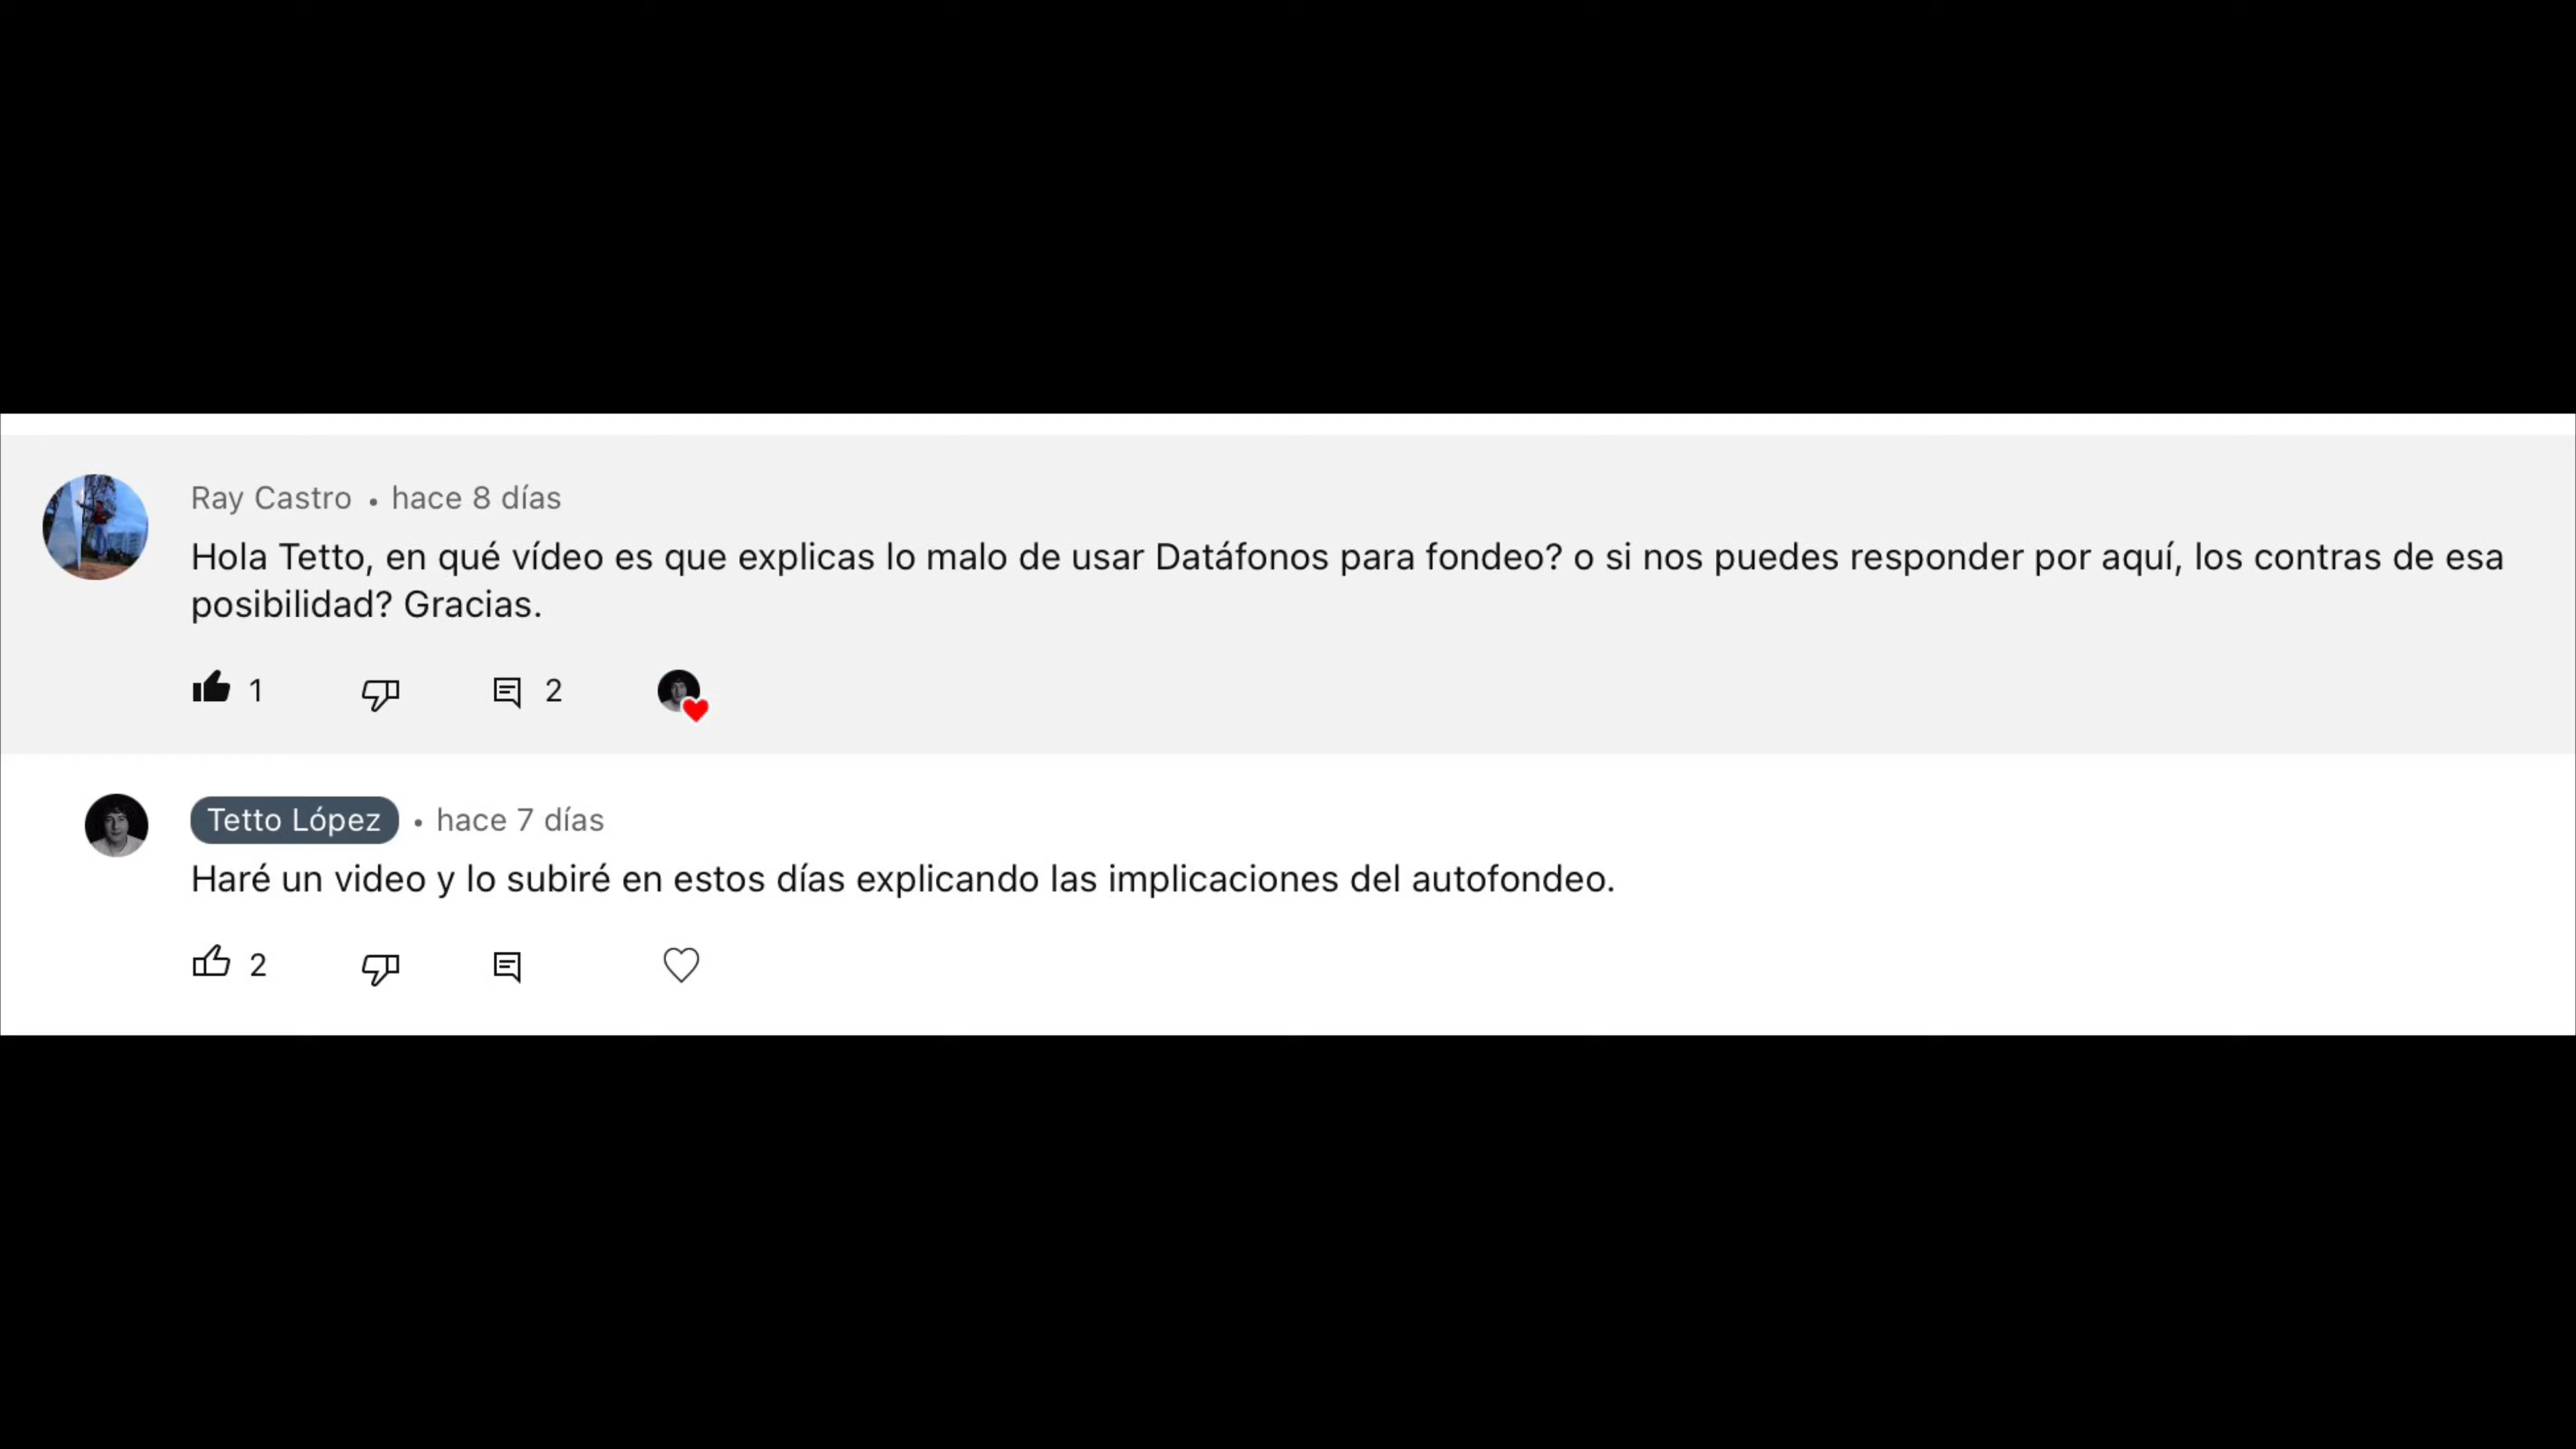 Ray Castro • hace 8 días
Hola Tetto, en qué vídeo es que explicas lo malo de usar Datáfonos para fondeo? o si nos puedes responder por aquí, los contras de esa
posibilidad? Gracias.
1 2
Tetto López • hace 7 días
Haré un video y lo subiré en estos días explicando las implicaciones del autofondeo.
2